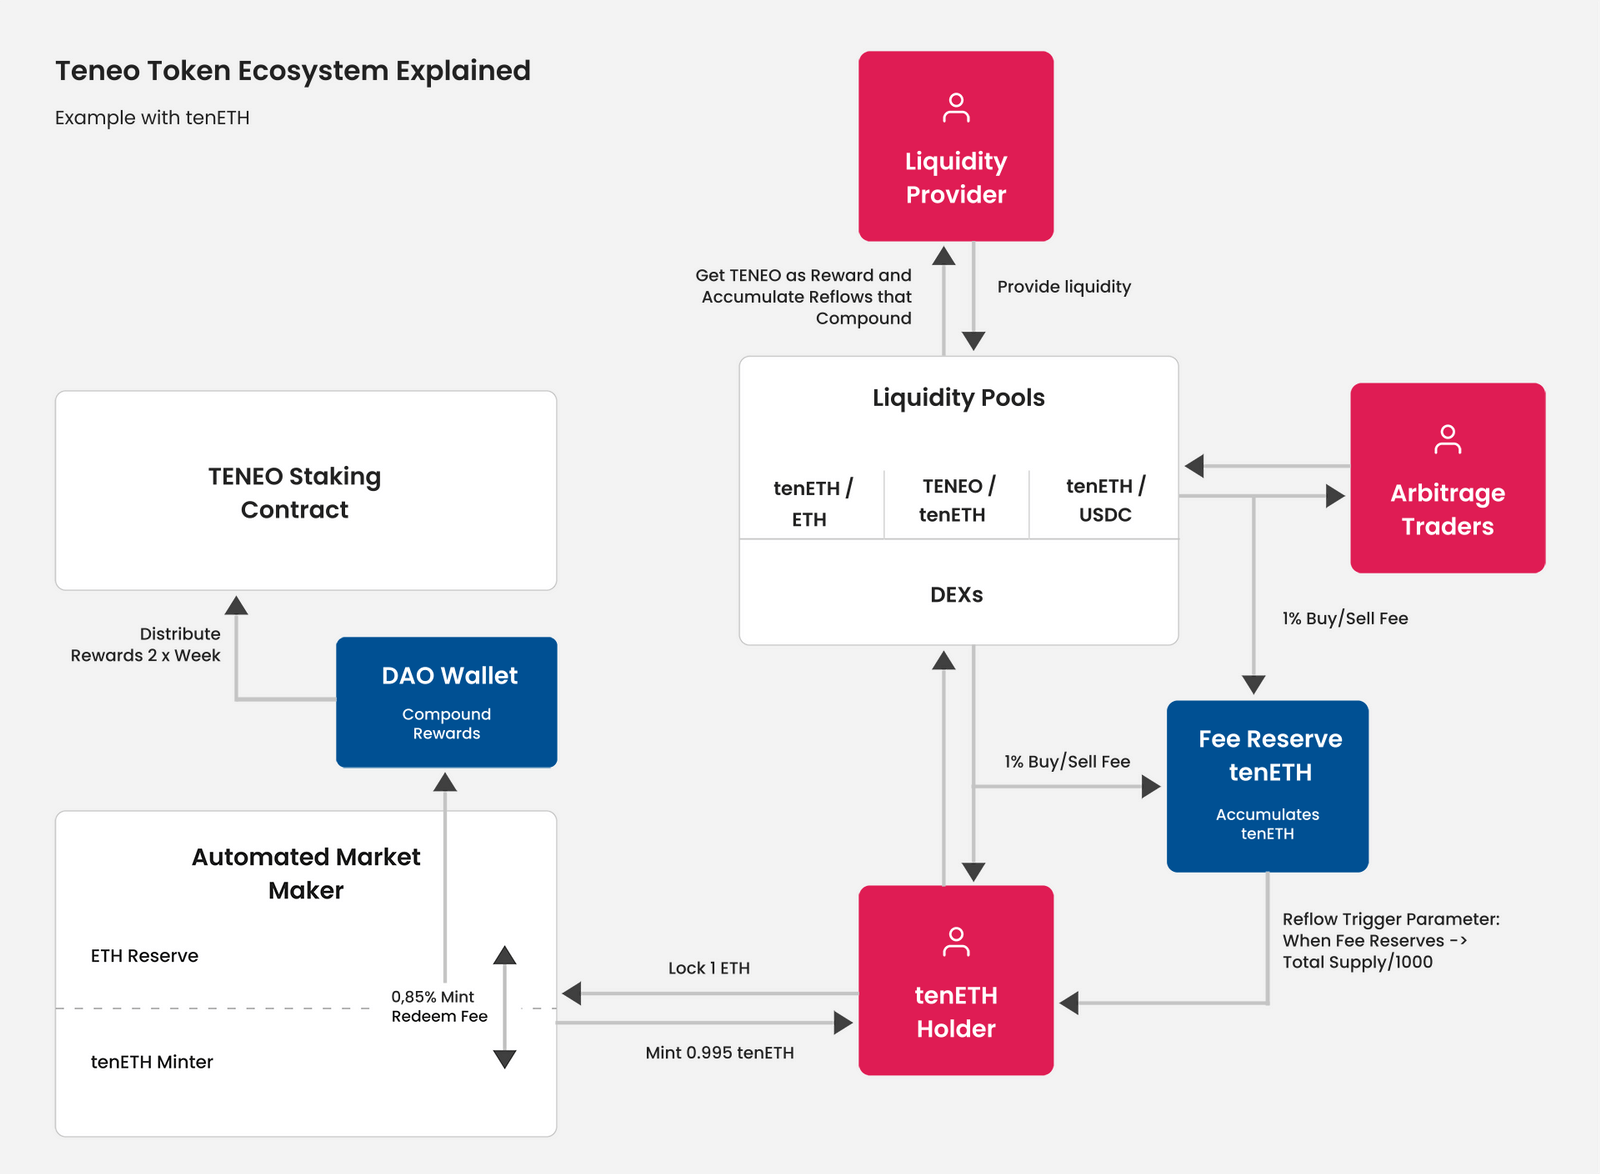 Teneo Token Ecosystem Explained
Example with tenETH
Liquidity
Provider
Get TENEO as Reward and
Accumulate Reflows that
Compound
Provide liquidity
Liquidity Pools
tenETH /
ETH
TENEO /
tenETH
tenETH /
USDC
DEXs
Arbitrage
Traders
TENEO Staking
Contract
Distribute
Rewards 2 x Week
DAO Wallet
Compound
Rewards
1% Buy/Sell Fee
1% Buy/Sell Fee
Fee Reserve
tenETH
Accumulates
tenETH
Automated Market
Maker
ETH Reserve
0,85% Mint
Redeem Fee
tenETH Minter
Lock 1 ETH
Mint 0.995 tenETH
tenETH
Holder
Reflow Trigger Parameter:
When Fee Reserves ->
Total Supply/1000